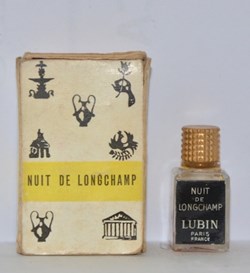 NUIT DE LONGCHAMP
NUIT
DE
LONGCHAMP
LUBIN
PARIS
FRANCE